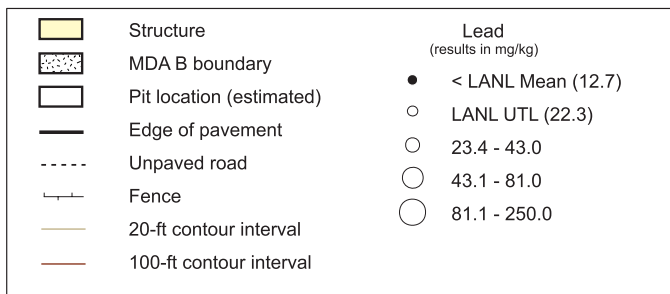 Structure
MDA B boundary
Pit location (estimated)
Edge of pavement
Unpaved road
Fence
20-ft contour interval
100-ft contour interval
Lead
(results in mg/kg)
< LANL Mean (12.7)
LANL UTL (22.3)
23.4 - 43.0
43.1 - 81.0
81.1 - 250.0